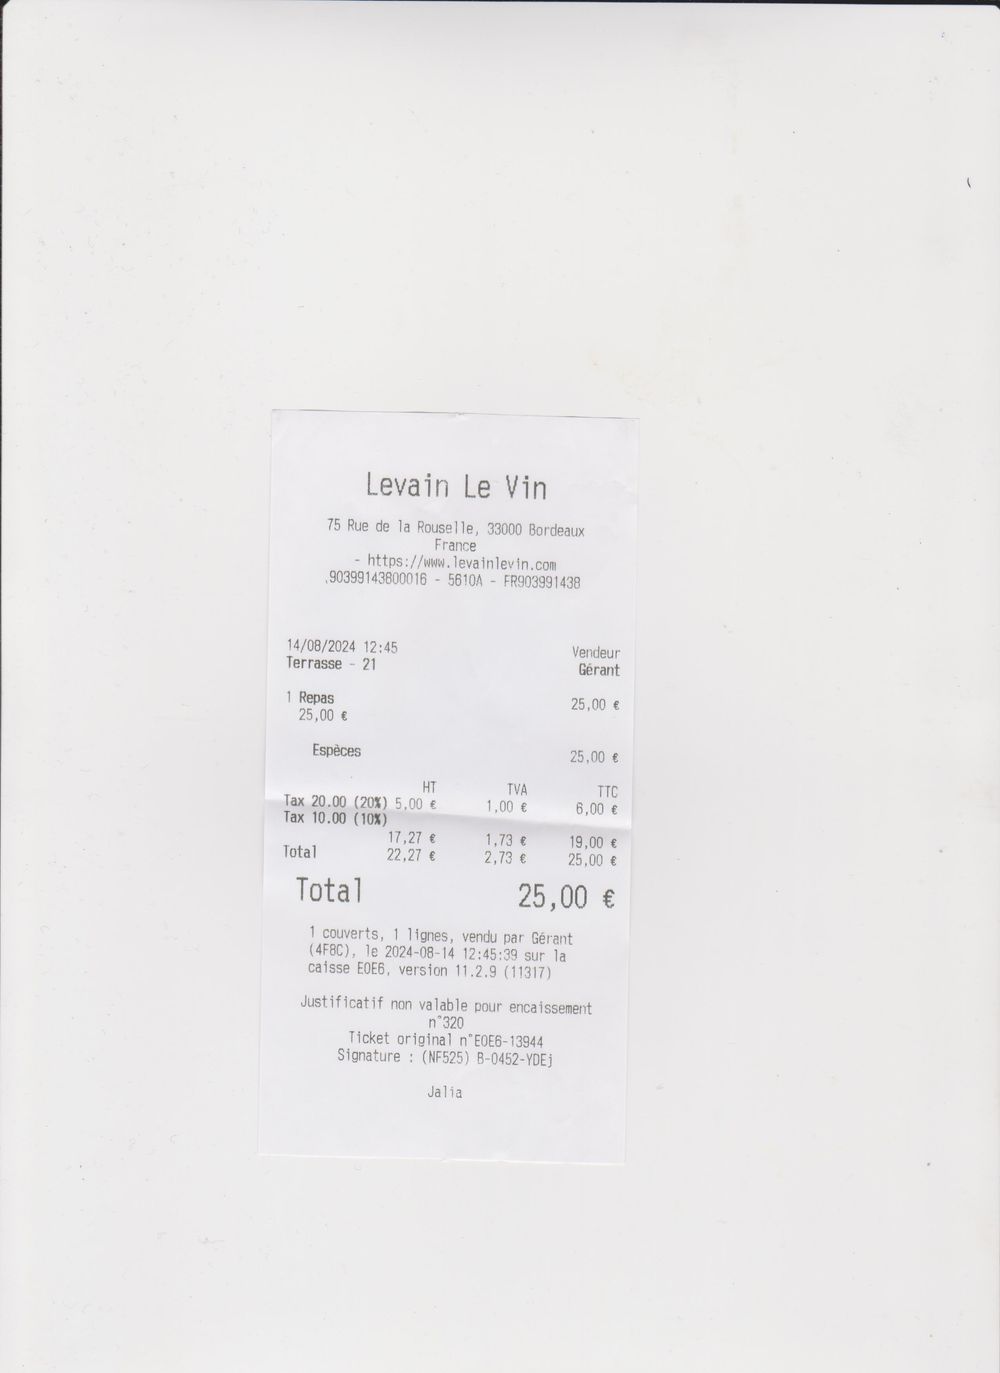 Levain Le Vin
75 Rue de la Rouselle, 33000 Bordeaux
France
- https://www.levainlevin.com
.90399143800016 - 5610A - FR903991438
14/08/2024 12:45 Vendeur
Terrasse - 21 Gérant
1 Repas 25,00 €
25,00 €
Espèces 25,00 €
HT TVA TTC
Tax 20.00 (20%) 5,00 € 1,00 € 6,00 €
Tax 10.00 (10%)
17,27 € 1,73 € 19,00 €
Total 22,27 € 2,73 € 25,00 €
Total 25,00 €
1 couverts, 1 lignes, vendu par Gérant
(4F8C), le 2024-08-14 12:45:39 sur la
caisse E0E6, version 11.2.9 (11317)
Justificatif non valable pour encaissement
n°320
Ticket original n°E0E6-13944
Signature : (NF525) B-0452-YDEj
Jalia